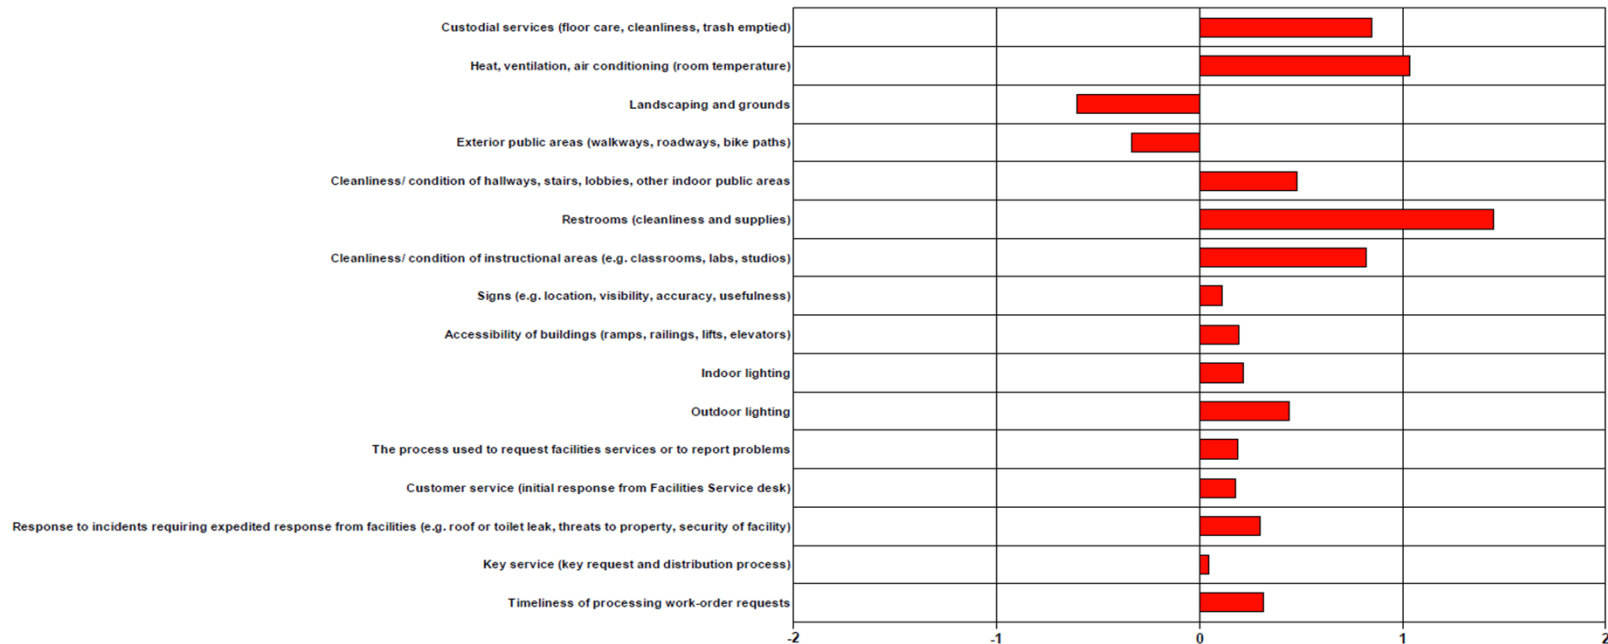 Custodial services (floor care, cleanliness, trash emptied)
Heat, ventilation, air conditioning (room temperature)
Landscaping and grounds
Exterior public areas (walkways, roadways, bike paths)
Cleanliness/ condition of hallways, stairs, lobbies, other indoor public areas
Restrooms (cleanliness and supplies)
Cleanliness/ condition of instructional areas (e.g. classrooms, labs, studios)
Signs (e.g. location, visibility, accuracy, usefulness)
Accessibility of buildings (ramps, railings, lifts, elevators)
Indoor lighting
Outdoor lighting
The process used to request facilities services or to report problems
Customer service (initial response from Facilities Service desk)
Response to incidents requiring expedited response from facilities (e.g. roof or toilet leak, threats to property, security of facility)
Key service (key request and distribution process)
Timeliness of processing work-order requests
-2 -1 0 1 2